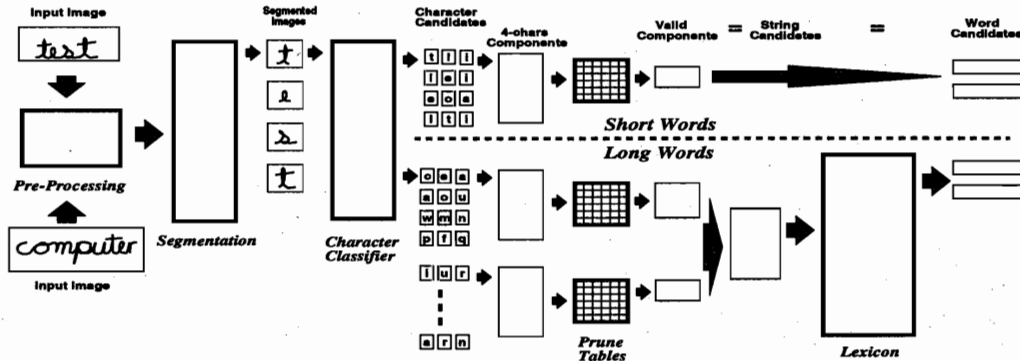 Input Image
test
Pre-Processing
computer
Input Image
Segmentation
Segmented Images
t
e
s
t
Character Classifier
Character Candidates
t l i
l e i
e o a
l t i
4-chars Components
Valid Components
=
String Candidates
=
Word Candidates
Short Words
Long Words
o e a
a o u
w m n
p f q
i u r
a r n
Prune Tables
Lexicon